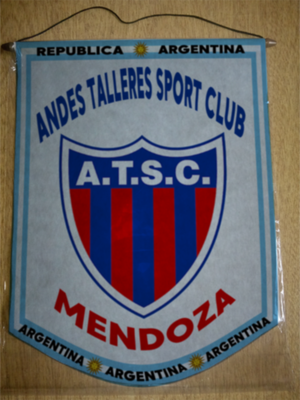 REPUBLICA ARGENTINA
ANDES TALLERES SPORT CLUB
A.T.S.C.
MENDOZA
ARGENTINA ARGENTINA ARGENTINA